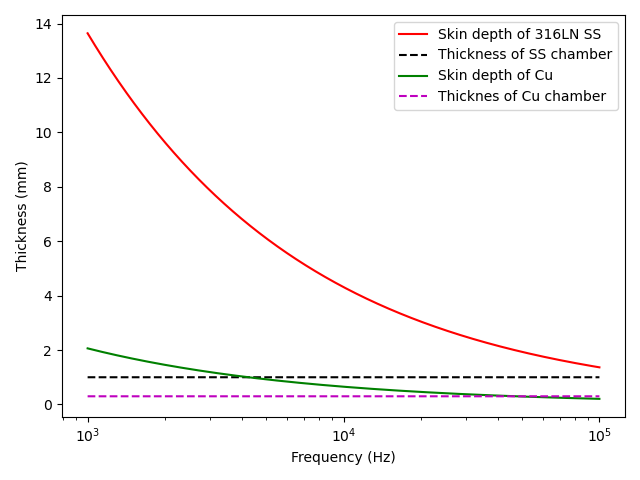 Skin depth of 316LN SS
Thickness of SS chamber
Skin depth of Cu
Thicknes of Cu chamber
Thickness (mm)
14
12
10
8
6
4
2
0
10³
10⁴
10⁵
Frequency (Hz)